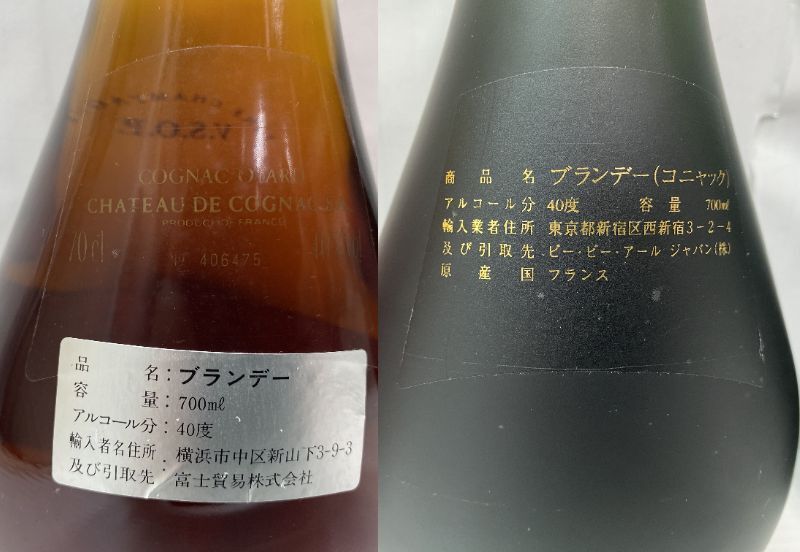 V.S.O.P.
COGNAC OTARD
CHATEAU DE COGNAC S.A.
PRODUCE OF FRANCE
70 cl
№ 406475
品名:ブランデー
容量:700mℓ
アルコール分:40度
輸入者名住所:横浜市中区新山下3-9-3
及び引取先:富士貿易株式会社
商品名 ブランデー(コニャック)
アルコール分 40度 容量 700mℓ
輸入業者住所 東京都新宿区西新宿3-2-4
及び引取先 ビー・ビー・アール ジャパン(株)
原産国 フランス